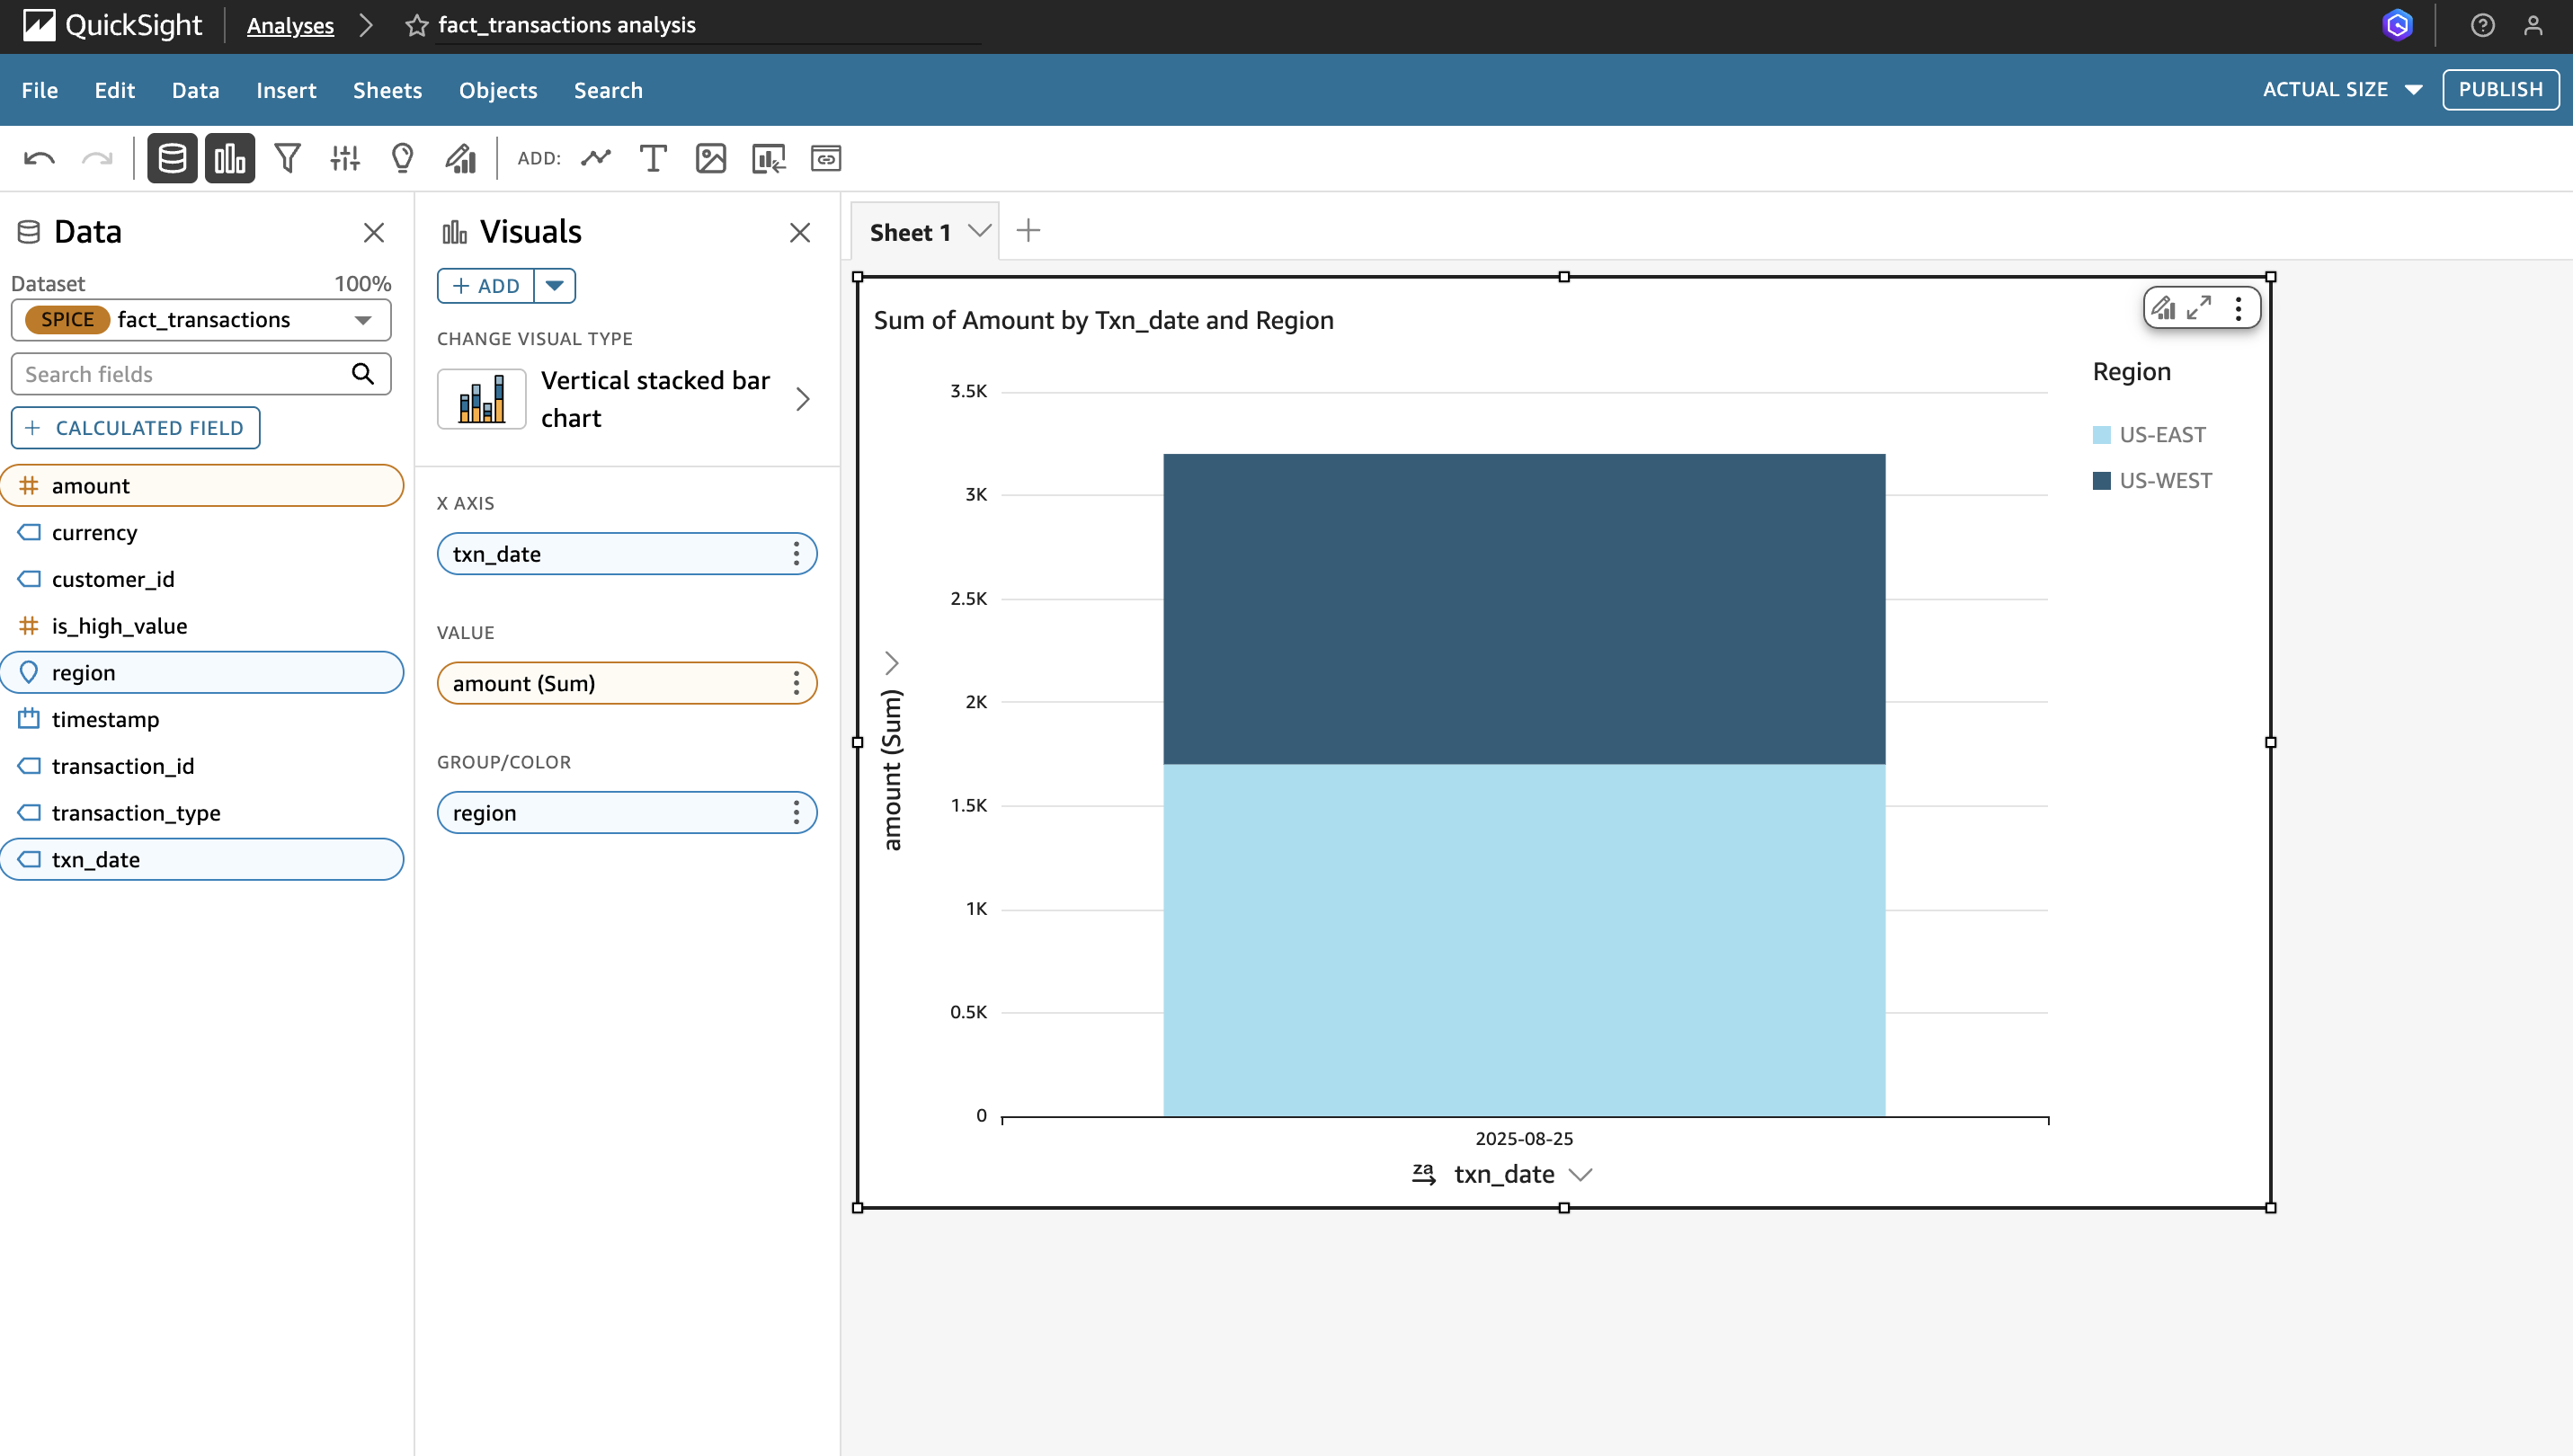 QuickSight
Analyses
fact_transactions analysis
File
Edit
Data
Insert
Sheets
Objects
Search
ACTUAL SIZE
PUBLISH
ADD:
Data
Dataset
100%
SPICE fact_transactions
Search fields
+ CALCULATED FIELD
amount
currency
customer_id
is_high_value
region
timestamp
transaction_id
transaction_type
txn_date
Visuals
+ ADD
CHANGE VISUAL TYPE
Vertical stacked bar
chart
X AXIS
txn_date
VALUE
amount (Sum)
GROUP/COLOR
region
Sheet 1
Sum of Amount by Txn_date and Region
3.5K
3K
2.5K
2K
1.5K
1K
0.5K
0
amount (Sum)
2025-08-25
za
txn_date
Region
US-EAST
US-WEST